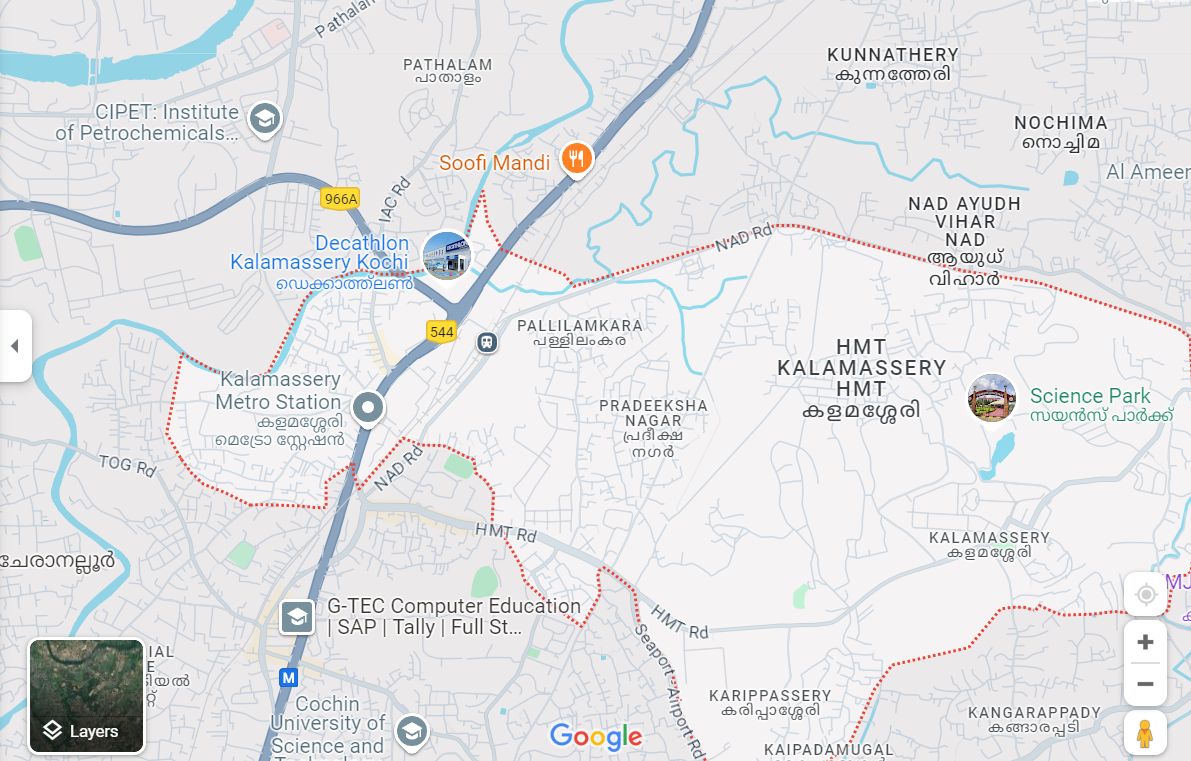 Pathalam
PATHALAM
പാതാളം
KUNNATHERY
കുന്നത്തേരി
CIPET: Institute
of Petrochemicals...
NOCHIMA
നൊച്ചിമ
Soofi Mandi
Al Ameen
966A
IAC Rd
NAD AYUDH
VIHAR
NAD
ആയുധ്
വിഹാർ
NAD Rd
Decathlon
Kalamassery Kochi
ഡെക്കാത്ത്‌ലൺ
544
PALLILAMKARA
പള്ളിലംകര
HMT
KALAMASSERY
HMT
കളമശ്ശേരി
Kalamassery
Metro Station
കളമശ്ശേരി
മെട്രോ സ്റ്റേഷൻ
PRADEEKSHA
NAGAR
പ്രദീക്ഷ
നഗർ
Science Park
സയൻസ് പാർക്ക്
TOG Rd
NAD Rd
HMT Rd
KALAMASSERY
കളമശ്ശേരി
ചേരാനല്ലൂർ
MJ
G-TEC Computer Education
| SAP | Tally | Full St...
HMT Rd
Seaport - Airport Rd
M
Cochin
University of
Science and
KARIPPASSERY
കരിപ്പാശ്ശേരി
KANGARAPPADY
കങ്ങാരപ്പടി
KAIPADAMUGAL
Layers
Google